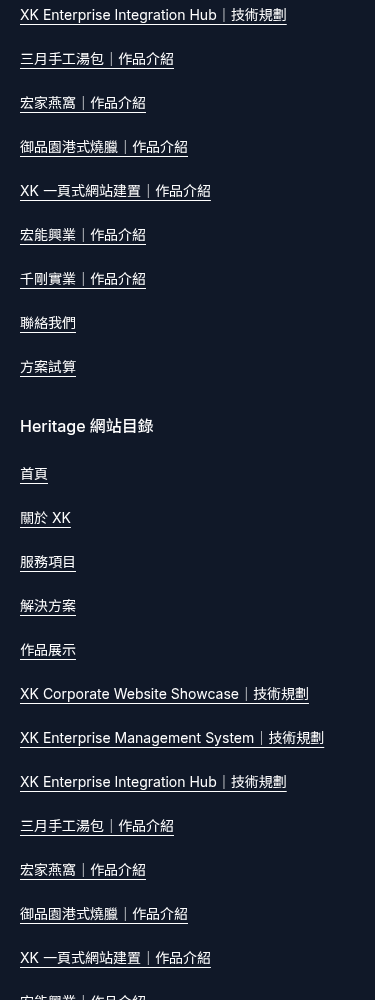 XK Enterprise Integration Hub｜技術規劃
三月手工湯包｜作品介紹
宏家燕窩｜作品介紹
御品園港式燒臘｜作品介紹
XK 一頁式網站建置｜作品介紹
宏能興業｜作品介紹
千剛實業｜作品介紹
聯絡我們
方案試算
Heritage 網站目錄
首頁
關於 XK
服務項目
解決方案
作品展示
XK Corporate Website Showcase｜技術規劃
XK Enterprise Management System｜技術規劃
XK Enterprise Integration Hub｜技術規劃
三月手工湯包｜作品介紹
宏家燕窩｜作品介紹
御品園港式燒臘｜作品介紹
XK 一頁式網站建置｜作品介紹
宏能興業｜作品介紹